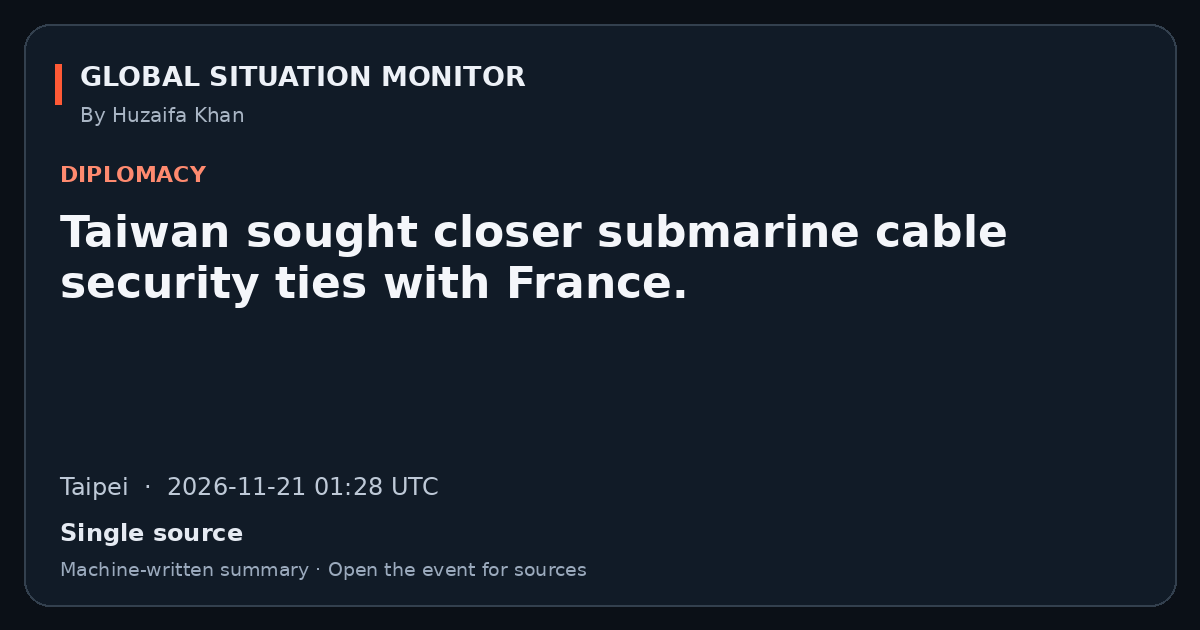 GLOBAL SITUATION MONITOR
By Huzaifa Khan
DIPLOMACY
Taiwan sought closer submarine cable
security ties with France.
Taipei · 2026-11-21 01:28 UTC
Single source
Machine-written summary · Open the event for sources